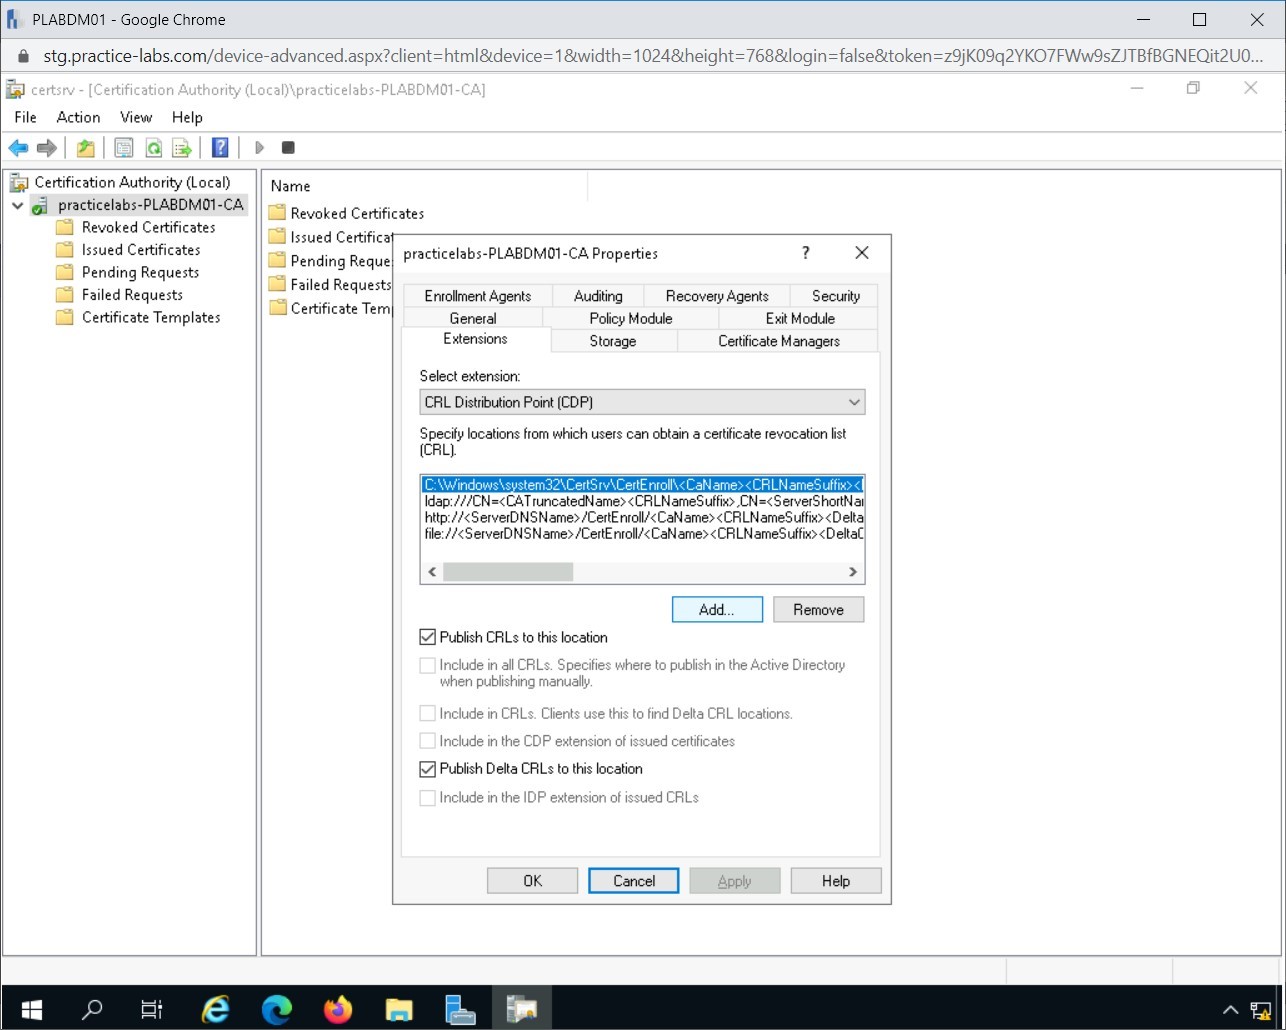 PLABDM01 - Google Chrome
stg.practice-labs.com/device-advanced.aspx?client=html&device=1&width=1024&height=768&login=false&token=z9jK09q2YKO7FWw9sZJTBfBGNEQit2U0...
certsrv - [Certification Authority (Local)\practicelabs-PLABDM01-CA]
File Action View Help
Certification Authority (Local)
practicelabs-PLABDM01-CA
Revoked Certificates
Issued Certificates
Pending Requests
Failed Requests
Certificate Templates
Name
Revoked Certificates
Issued Certificat
Pending Reque
Failed Requests
Certificate Tem
practicelabs-PLABDM01-CA Properties
?
Enrollment Agents Auditing Recovery Agents Security
General Policy Module Exit Module
Extensions Storage Certificate Managers
Select extension:
CRL Distribution Point (CDP)
Specify locations from which users can obtain a certificate revocation list
(CRL).
C:\Windows\system32\CertSrv\CertEnroll\<CaName><CRLNameSuffix><
ldap:///CN=<CATruncatedName><CRLNameSuffix>,CN=<ServerShortNa
http://<ServerDNSName>/CertEnroll/<CaName><CRLNameSuffix><Delta
file://<ServerDNSName>/CertEnroll/<CaName><CRLNameSuffix><DeltaC
Add... Remove
Publish CRLs to this location
Include in all CRLs. Specifies where to publish in the Active Directory
when publishing manually.
Include in CRLs. Clients use this to find Delta CRL locations.
Include in the CDP extension of issued certificates
Publish Delta CRLs to this location
Include in the IDP extension of issued CRLs
OK Cancel Apply Help